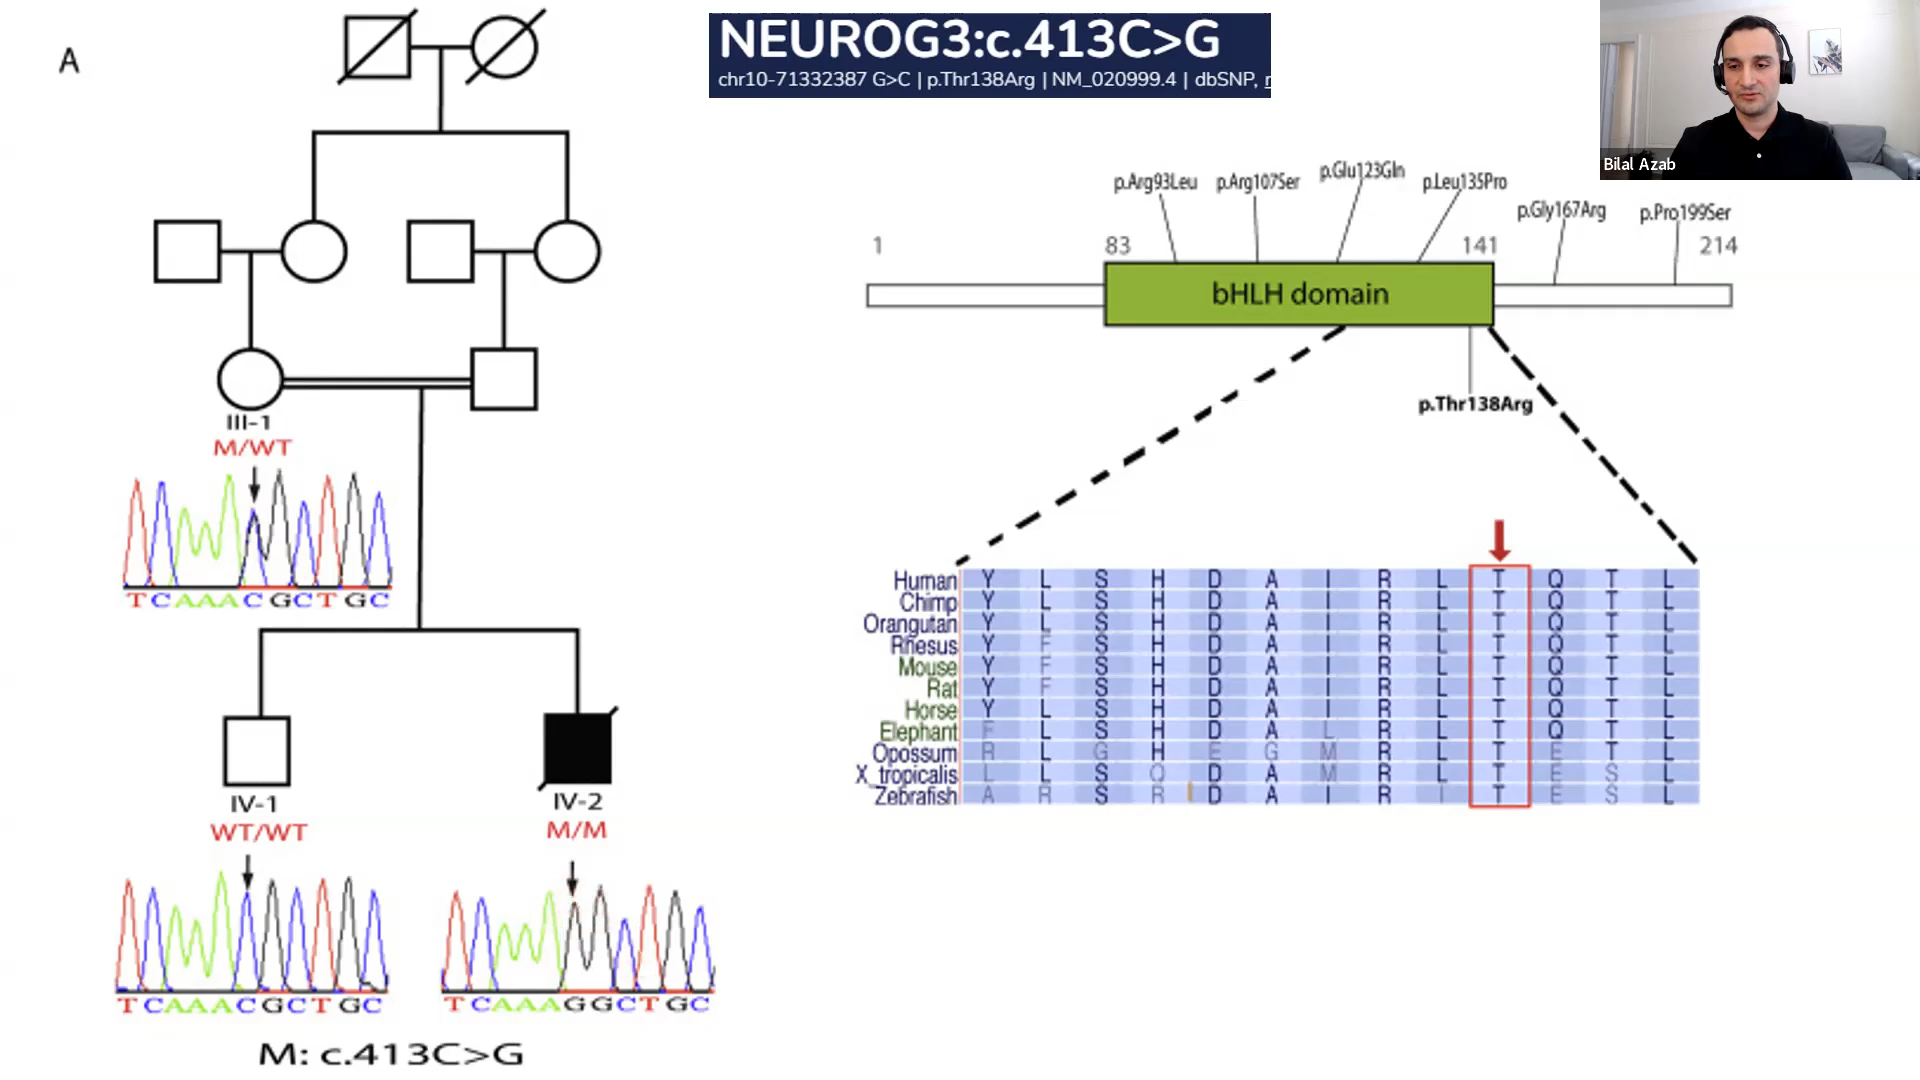 A
NEUROG3:c.413C>G
chr10-71332387 G>C | p.Thr138Arg | NM_020999.4 | dbSNP,
Bilal Azab
p.Arg93Leu p.Arg107Ser p.Glu123Gln p.Leu135Pro
p.Gly167Arg p.Pro199Ser
1 83 141 214
bHLH domain
p.Thr138Arg
III-1
M/WT
TCAAACGCTGC
Human Y L S H D A I R L T Q T L
Chimp Y L S H D A I R L T Q T L
Orangutan Y L S H D A I R L T Q T L
Rhesus Y F S H D A I R L T Q T L
Mouse Y F S H D A I R L T Q T L
Rat Y F S H D A I R L T Q T L
Horse Y L S H D A I R L T Q T L
Elephant F L S H D A L R L T Q T L
Opossum R L G H E G M R L T E T L
X_tropicalis L L S Q D A M R L T E S L
Zebrafish A R S R D A I R I T E S L
IV-1
WT/WT
TCAAACGCTGC
IV-2
M/M
TCAAAGGCTGC
M: c.413C>G